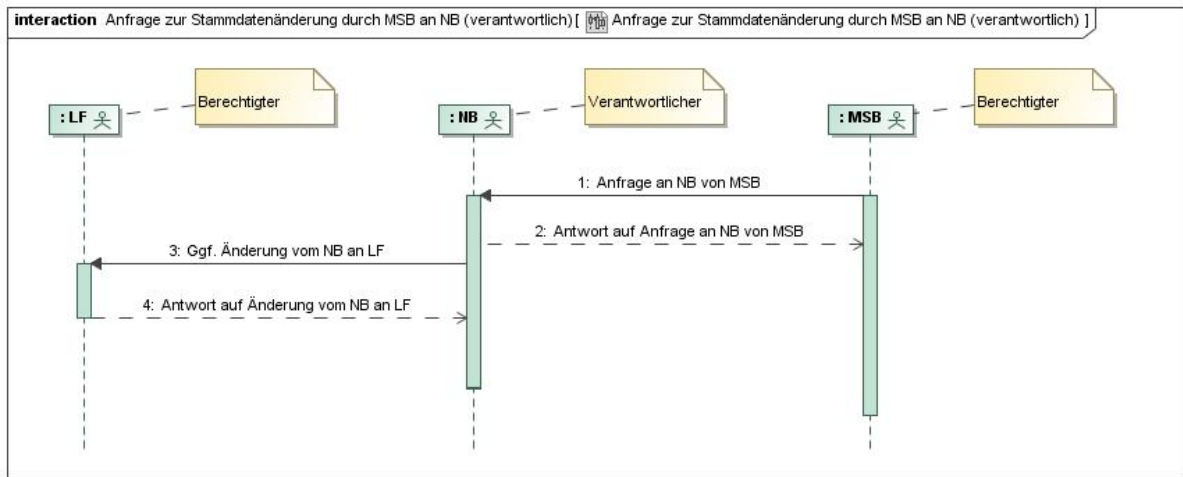 interaction Anfrage zur Stammdatenänderung durch MSB an NB (verantwortlich)[ Anfrage zur Stammdatenänderung durch MSB an NB (verantwortlich) ]
Berechtigter
Verantwortlicher
Berechtigter
: LF
: NB
: MSB
1: Anfrage an NB von MSB
2: Antwort auf Anfrage an NB von MSB
3: Ggf. Änderung vom NB an LF
4: Antwort auf Änderung vom NB an LF